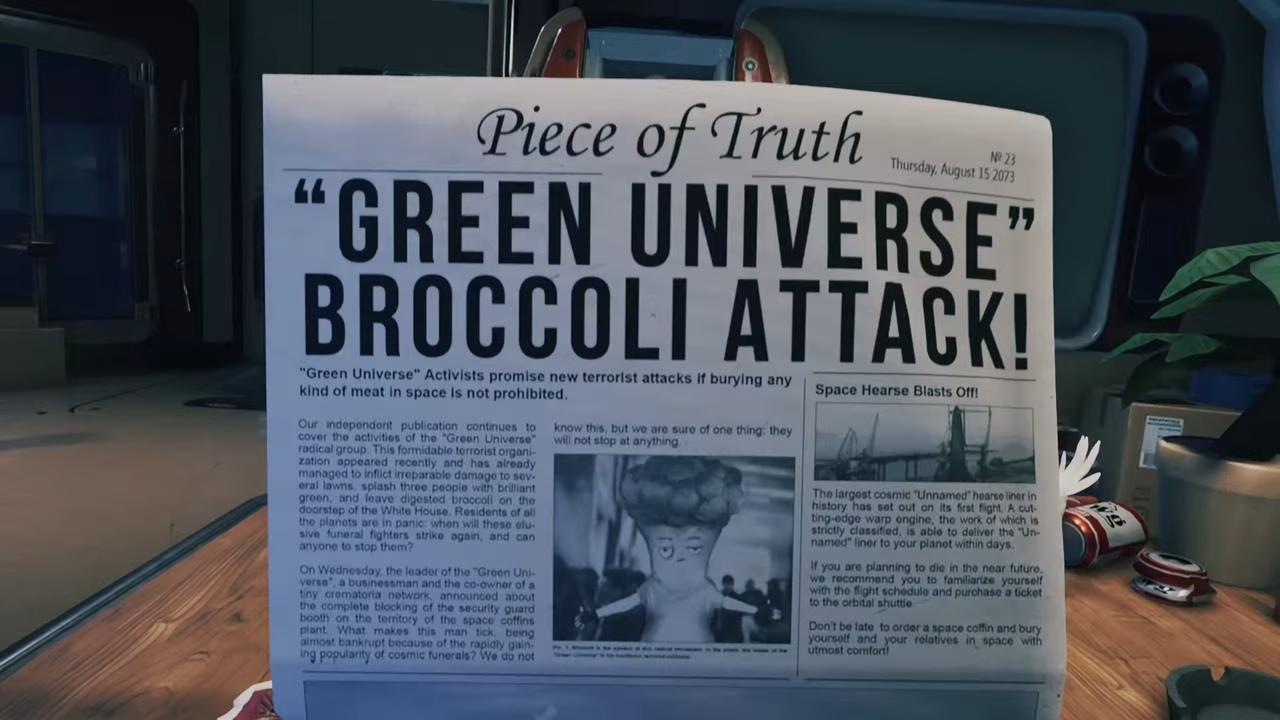 Piece of Truth
№ 23
Thursday, August 15 2073
“GREEN UNIVERSE”
BROCCOLI ATTACK!
"Green Universe" Activists promise new terrorist attacks if burying any
kind of meat in space is not prohibited.
Our independent publication continues to
cover the activities of the "Green Universe"
radical group. This formidable terrorist organi-
zation appeared recently and has already
managed to inflict irreparable damage to sev-
eral lawns, splash three people with brilliant
green, and leave digested broccoli on the
doorstep of the White House. Residents of all
the planets are in panic: when will these elu-
sive funeral fighters strike again, and can
anyone to stop them?
On Wednesday, the leader of the "Green Uni-
verse", a businessman and the co-owner of a
tiny crematoria network, announced about
the complete blocking of the security guard
booth on the territory of the space coffins
plant. What makes this man tick, being
almost bankrupt because of the rapidly gain-
ing popularity of cosmic funerals? We do not
know this, but we are sure of one thing: they
will not stop at anything.
Space Hearse Blasts Off!
The largest cosmic "Unnamed" hearse liner in
history has set out on its first flight. A cut-
ting-edge warp engine, the work of which is
strictly classified, is able to deliver the "Un-
named" liner to your planet within days.
If you are planning to die in the near future,
we recommend you to familiarize yourself
with the flight schedule and purchase a ticket
to the orbital shuttle.
Don't be late to order a space coffin and bury
yourself and your relatives in space with
utmost comfort!